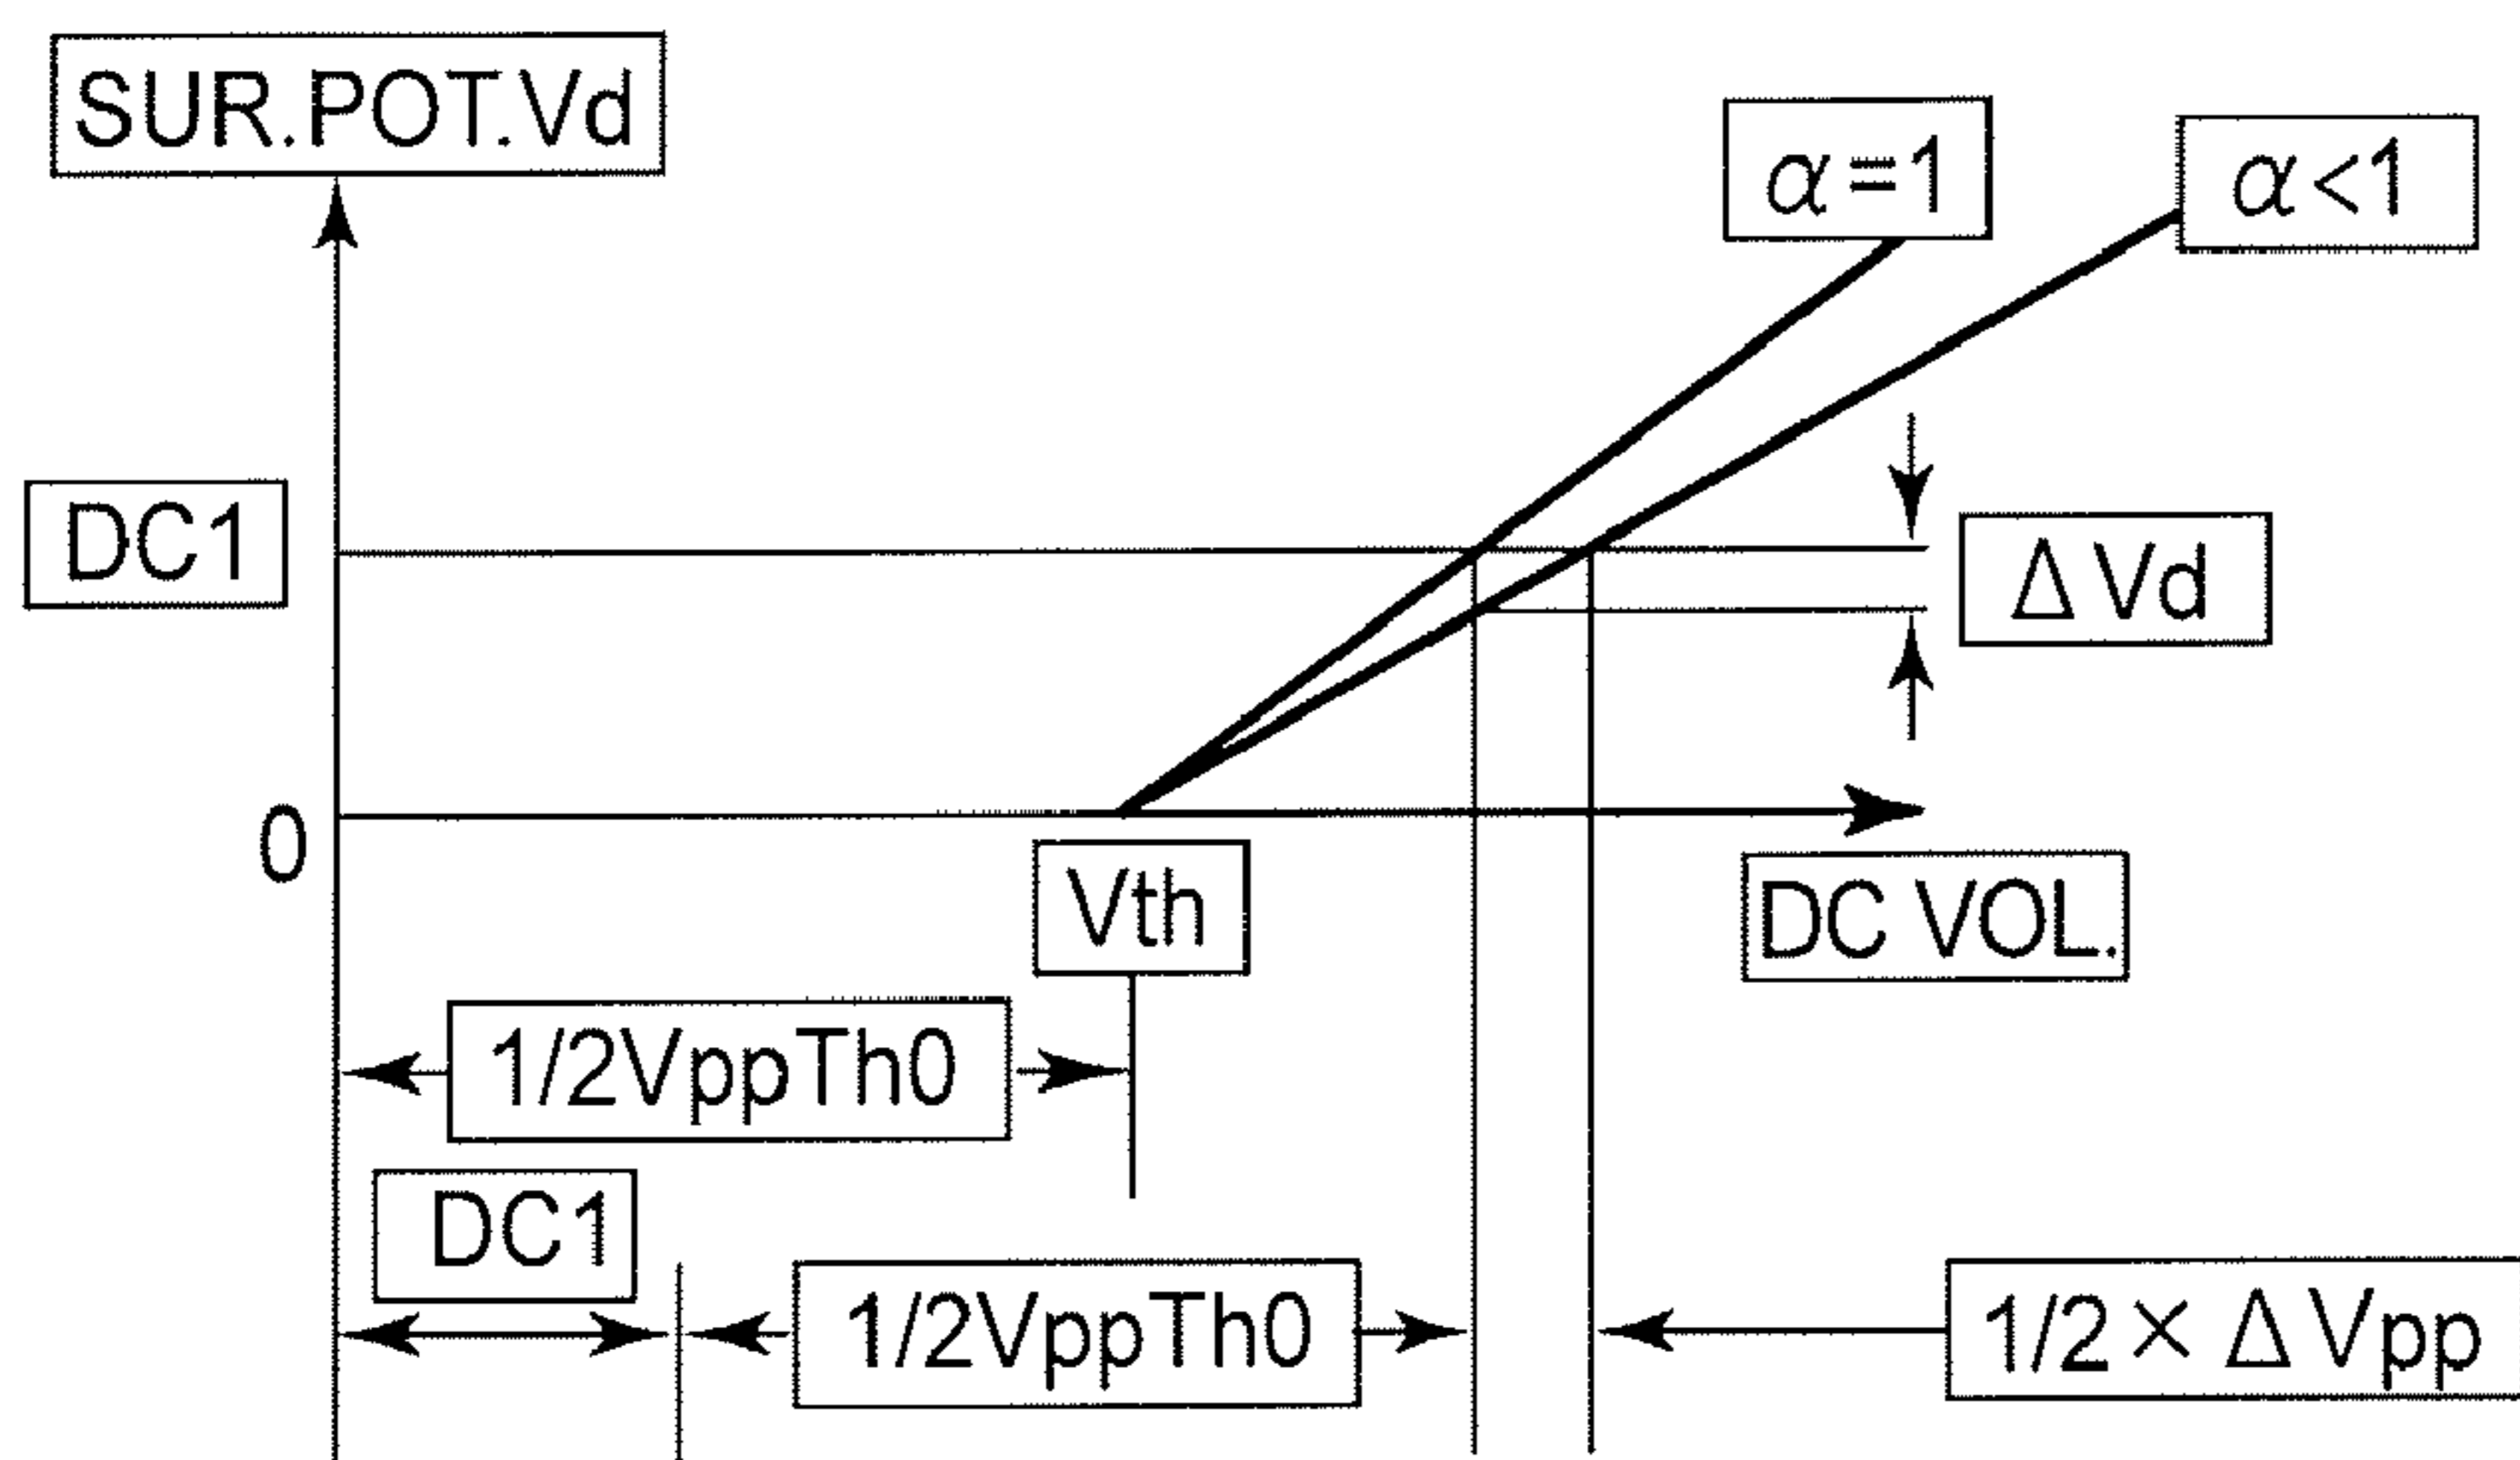 SUR.POT.Vd
α=1
α<1
DC1
ΔVd
0
Vth
DC VOL.
1/2VppTh0
DC1
1/2VppTh0
1/2×ΔVpp